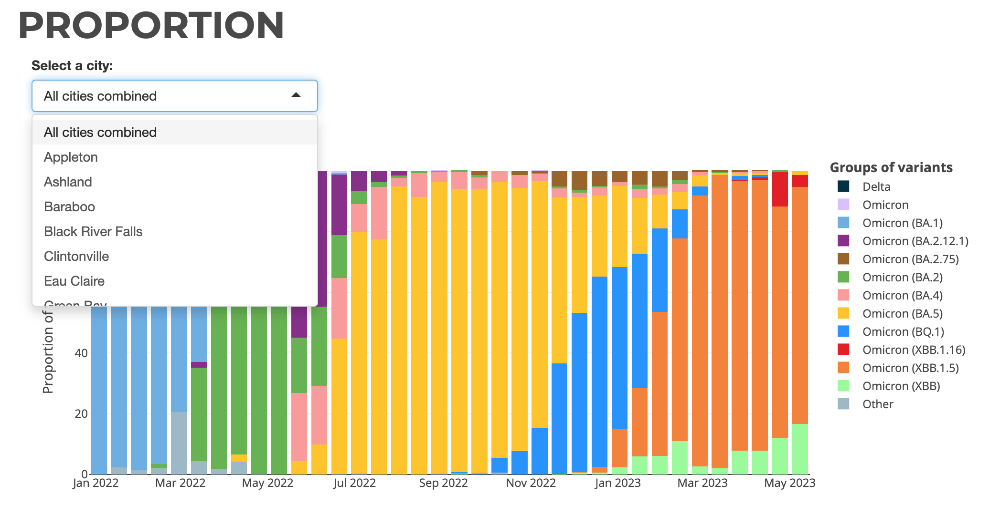 PROPORTION
Select a city:
All cities combined
All cities combined
Appleton
Ashland
Baraboo
Black River Falls
Clintonville
Eau Claire
Green Bay
Proportion of
40
20
0
Jan 2022
Mar 2022
May 2022
Jul 2022
Sep 2022
Nov 2022
Jan 2023
Mar 2023
May 2023
Groups of variants
Delta
Omicron
Omicron (BA.1)
Omicron (BA.2.12.1)
Omicron (BA.2.75)
Omicron (BA.2)
Omicron (BA.4)
Omicron (BA.5)
Omicron (BQ.1)
Omicron (XBB.1.16)
Omicron (XBB.1.5)
Omicron (XBB)
Other